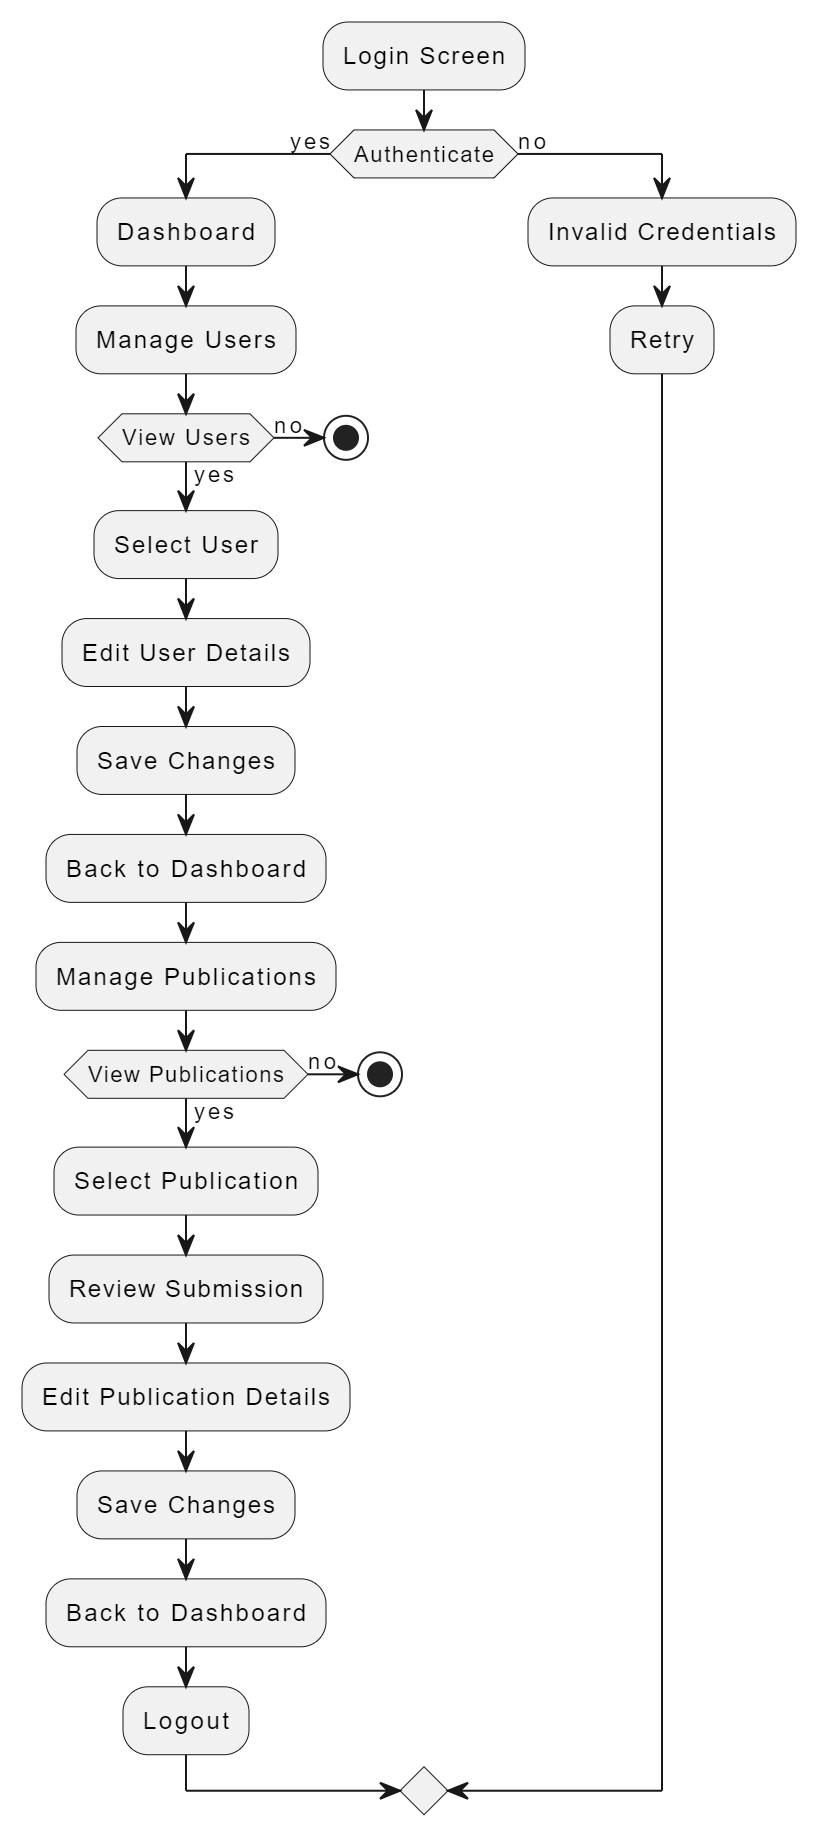 Login Screen
yes
Authenticate
no
Dashboard
Invalid Credentials
Manage Users
Retry
View Users
no
yes
Select User
Edit User Details
Save Changes
Back to Dashboard
Manage Publications
View Publications
no
yes
Select Publication
Review Submission
Edit Publication Details
Save Changes
Back to Dashboard
Logout